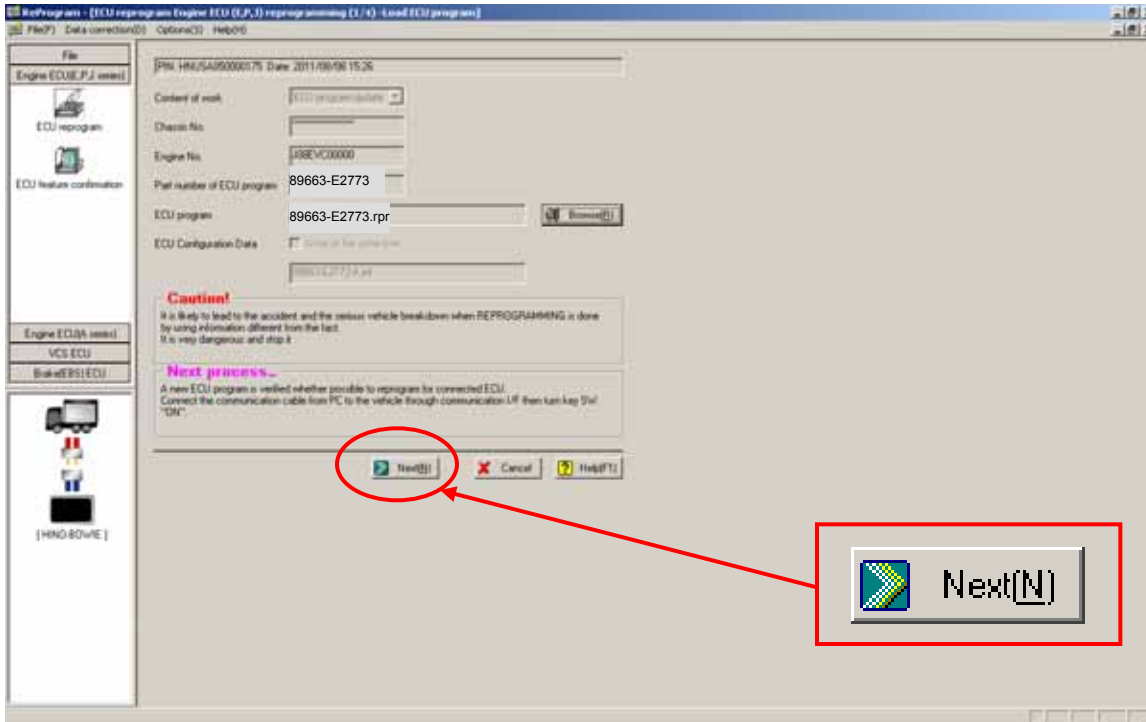 ReProgram - [ECU reprogram Engine ECU (E,P,J) reprogramming (1/4) -Load ECU program]
File(F) Data correction(D) Options(S) Help(H)
File
Engine ECU(E,P,J series)
ECU reprogram
ECU feature confirmation
Engine ECU(A series)
VCS ECU
Brake(EBS)ECU
[ HINO-BOWIE ]
Date: 2011/08/06 15:26
Content of work ECU program update
Chassis No.
Engine No.
Part number of ECU program 89663-E2773
ECU program 89663-E2773.rpr Browse(R)
ECU Configuration Data
Caution!
It is likely to lead to the accident and the serious vehicle breakdown when REPROGRAMMING is done
by using information different from the fact.
It is very dangerous and stop it
Next process...
A new ECU program is verified whether possible to reprogram for connected ECU.
Connect the communication cable from PC to the vehicle through communication I/F then turn key SW
"ON".
Next(N) Cancel Help(F1)
Next(N)